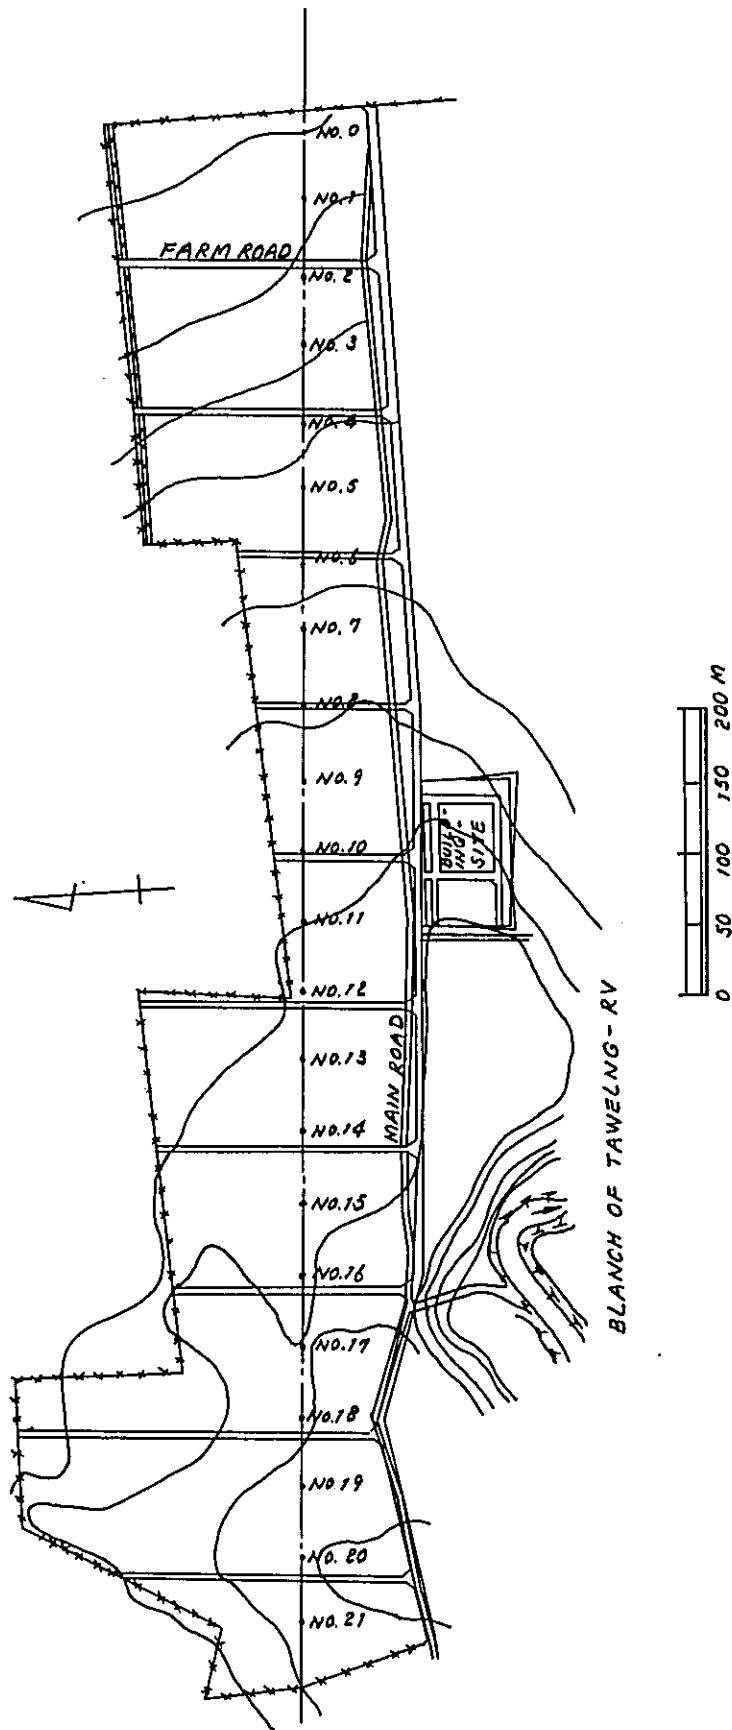 NO. 0
NO. 1
FARM ROAD
NO. 2
NO. 3
NO. 4
NO. 5
NO. 6
NO. 7
NO. 8
NO. 9
NO. 10
BUILD-
ING-
SITE
NO. 11
NO. 12
NO. 13
MAIN ROAD
NO. 14
NO. 15
NO. 16
NO. 17
NO. 18
NO. 19
NO. 20
NO. 21
BLANCH OF TAWELNG-RV
0 50 100 150 200 M